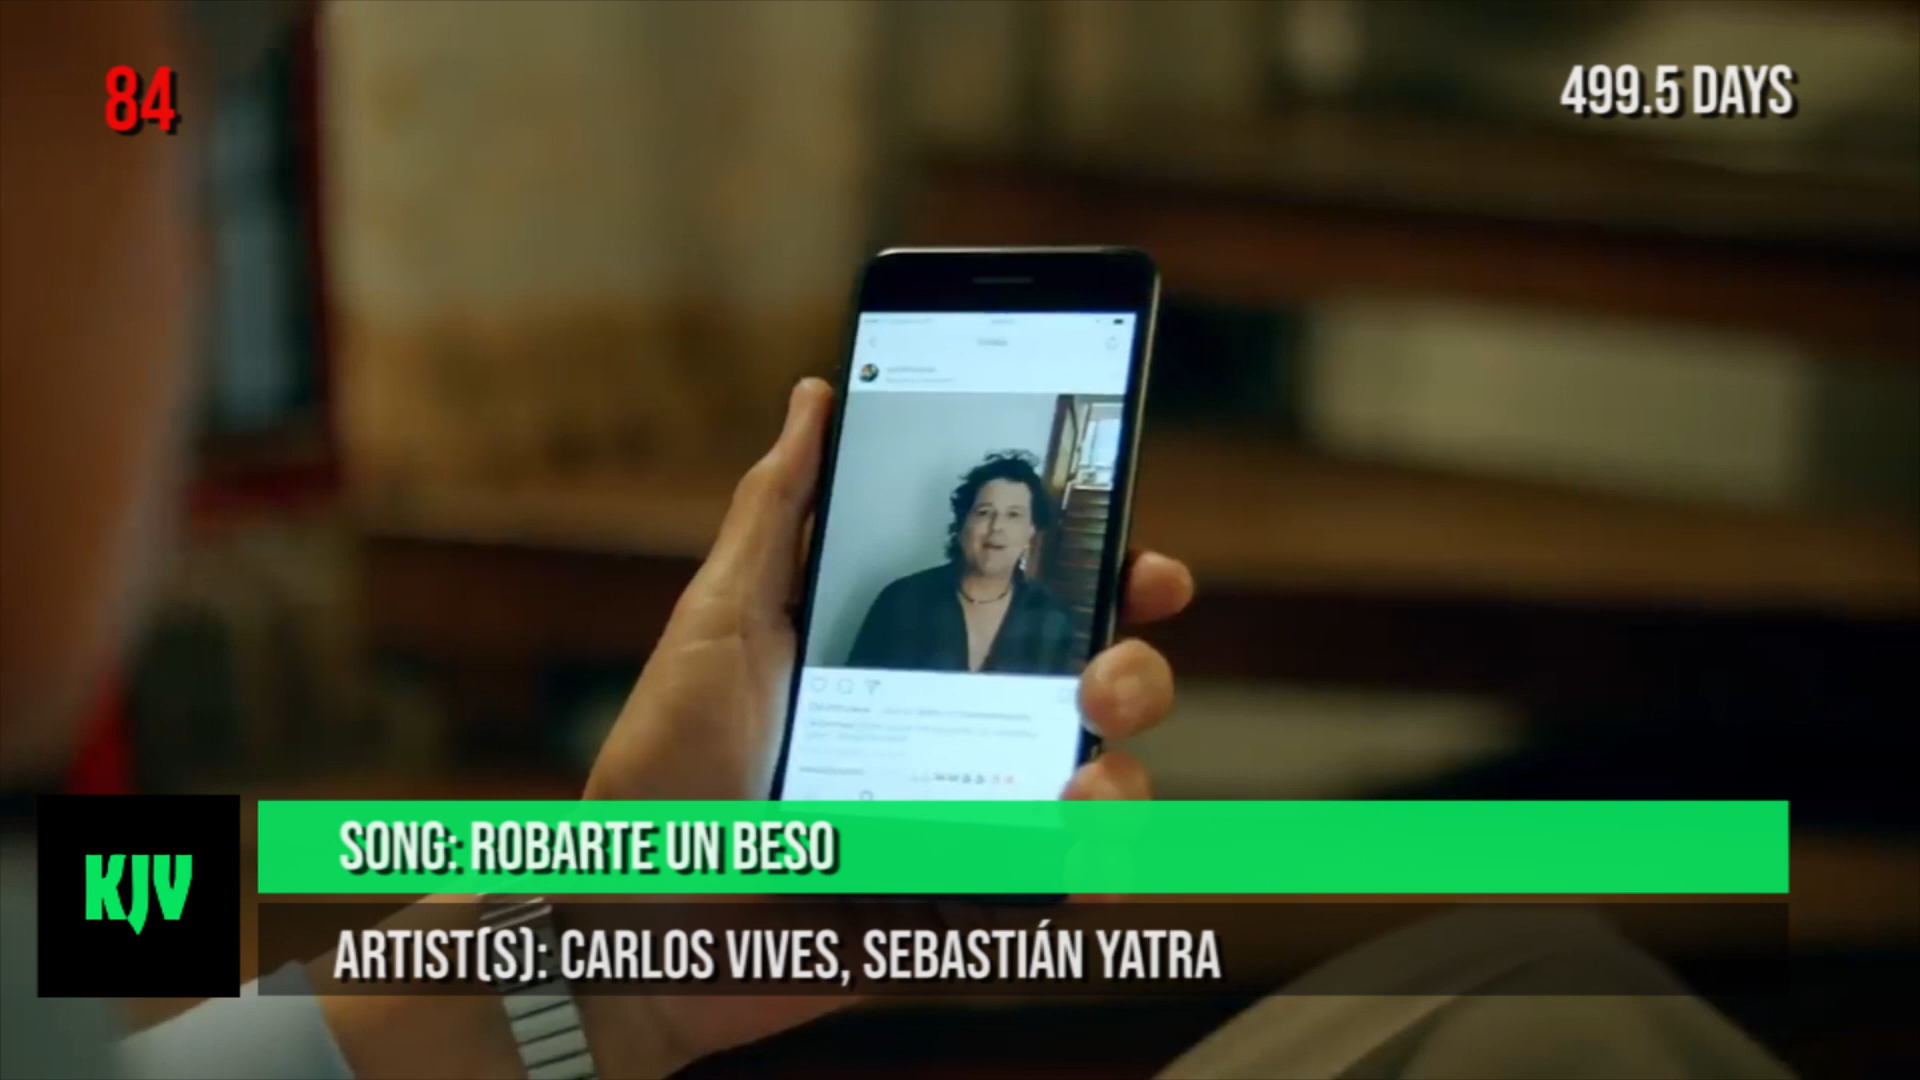 84
499.5 DAYS
SONG: ROBARTE UN BESO
KJV
ARTIST(S): CARLOS VIVES, SEBASTIÁN YATRA